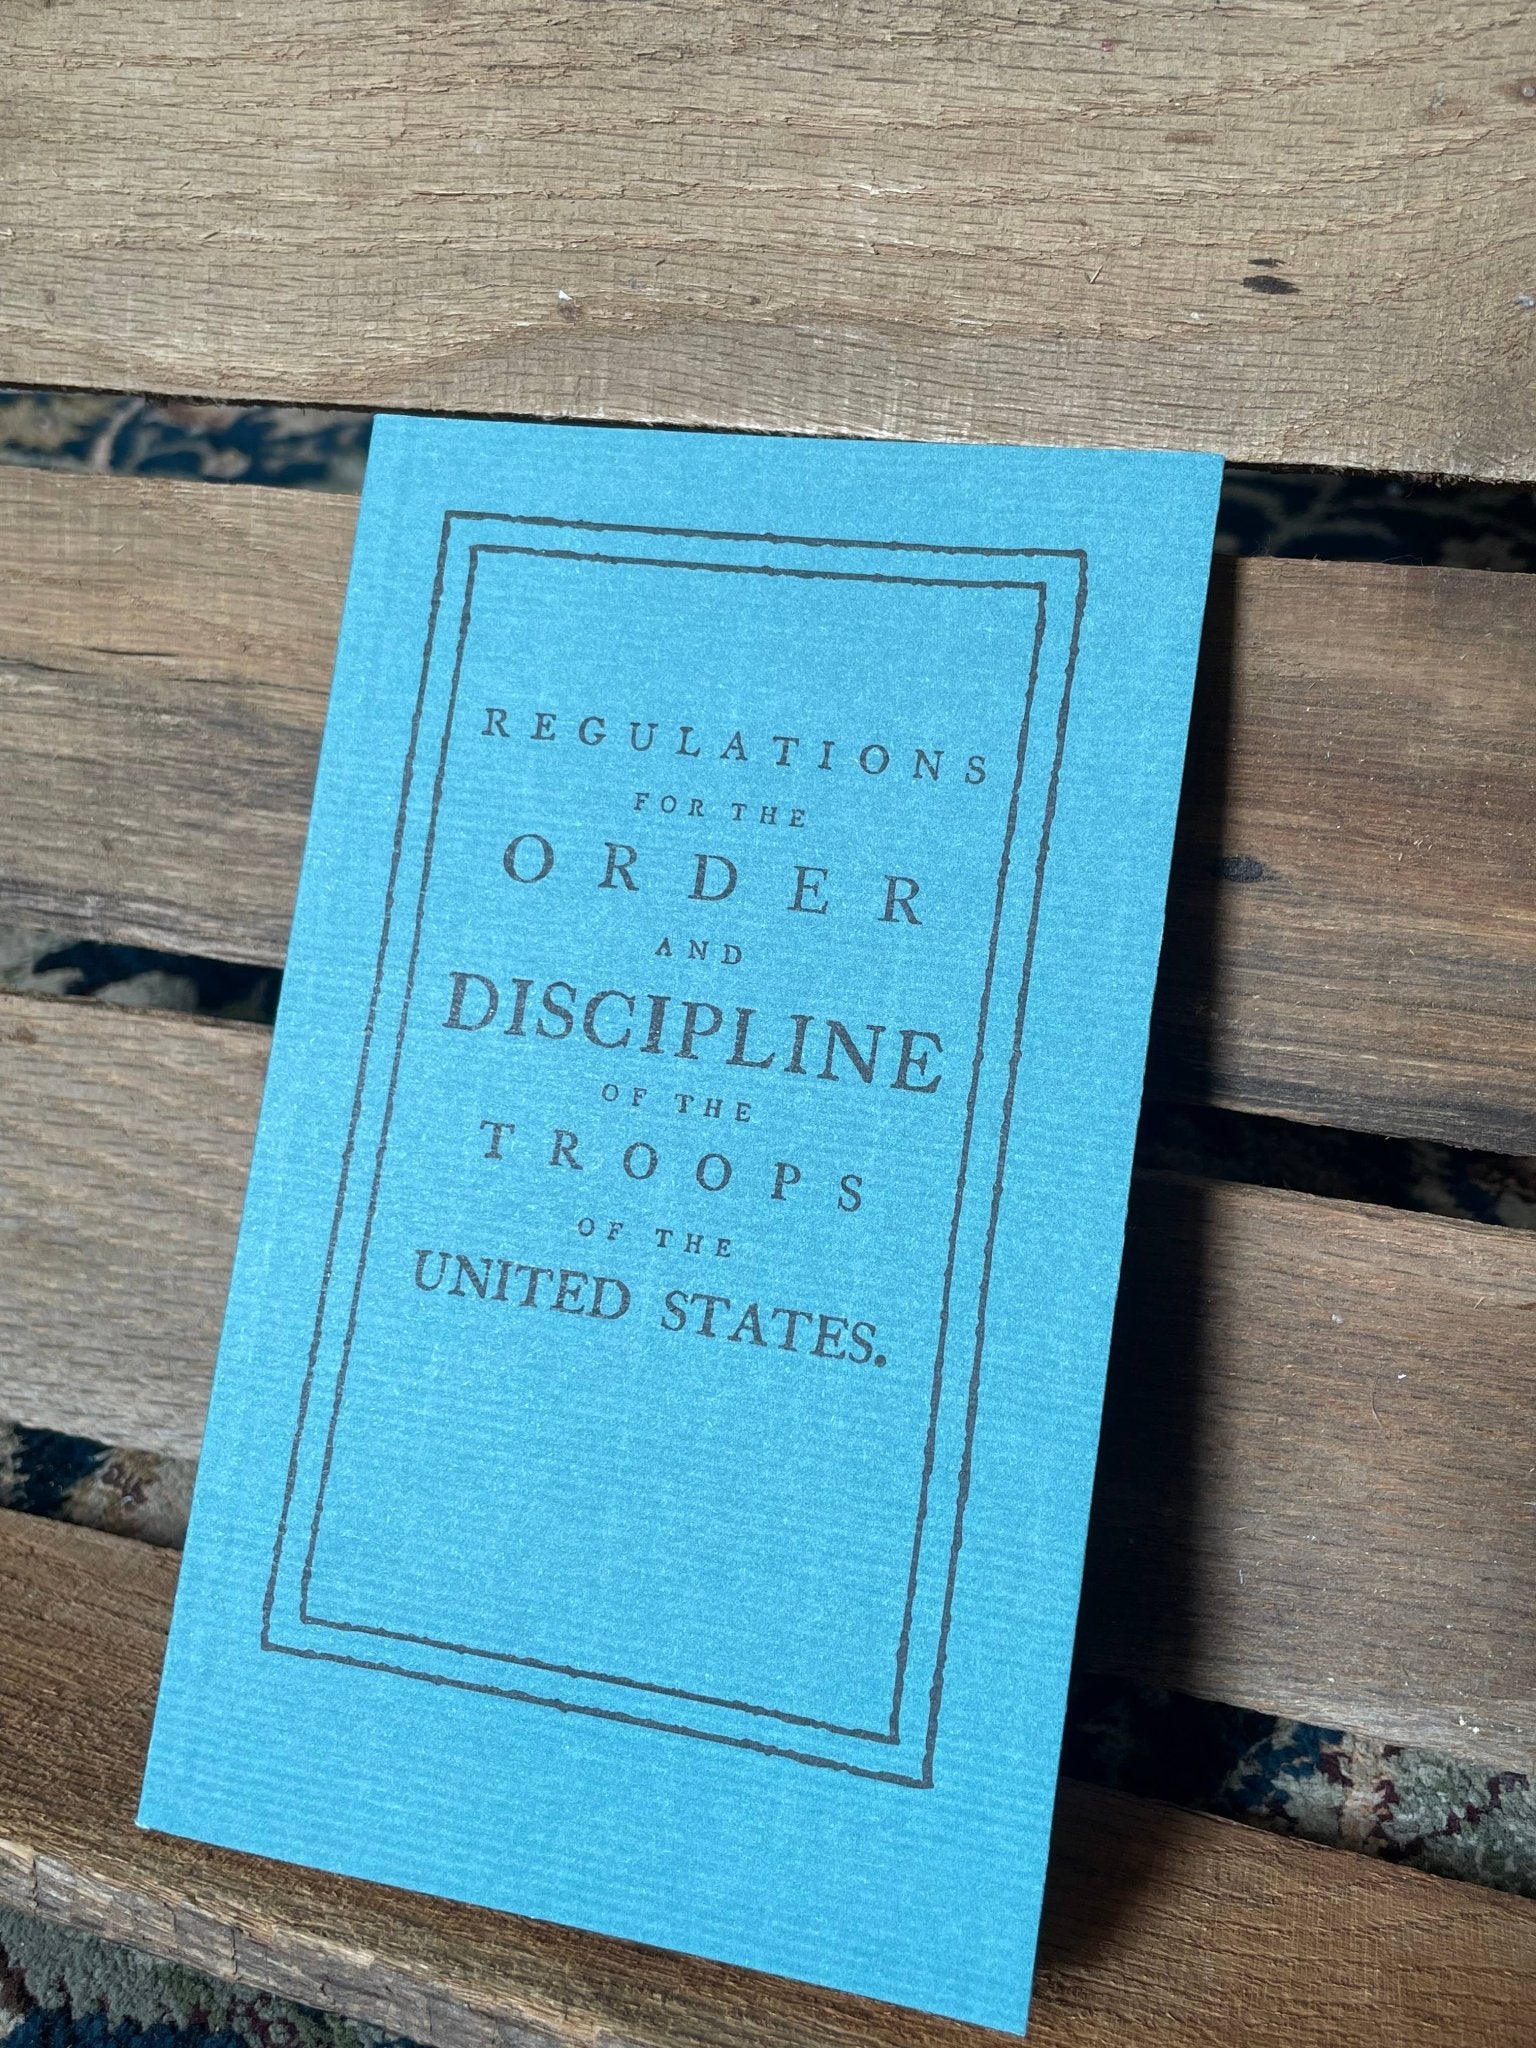 REGULATIONS
FOR THE
ORDER
AND
DISCIPLINE
OF THE
TROOPS
OF THE
UNITED STATES.